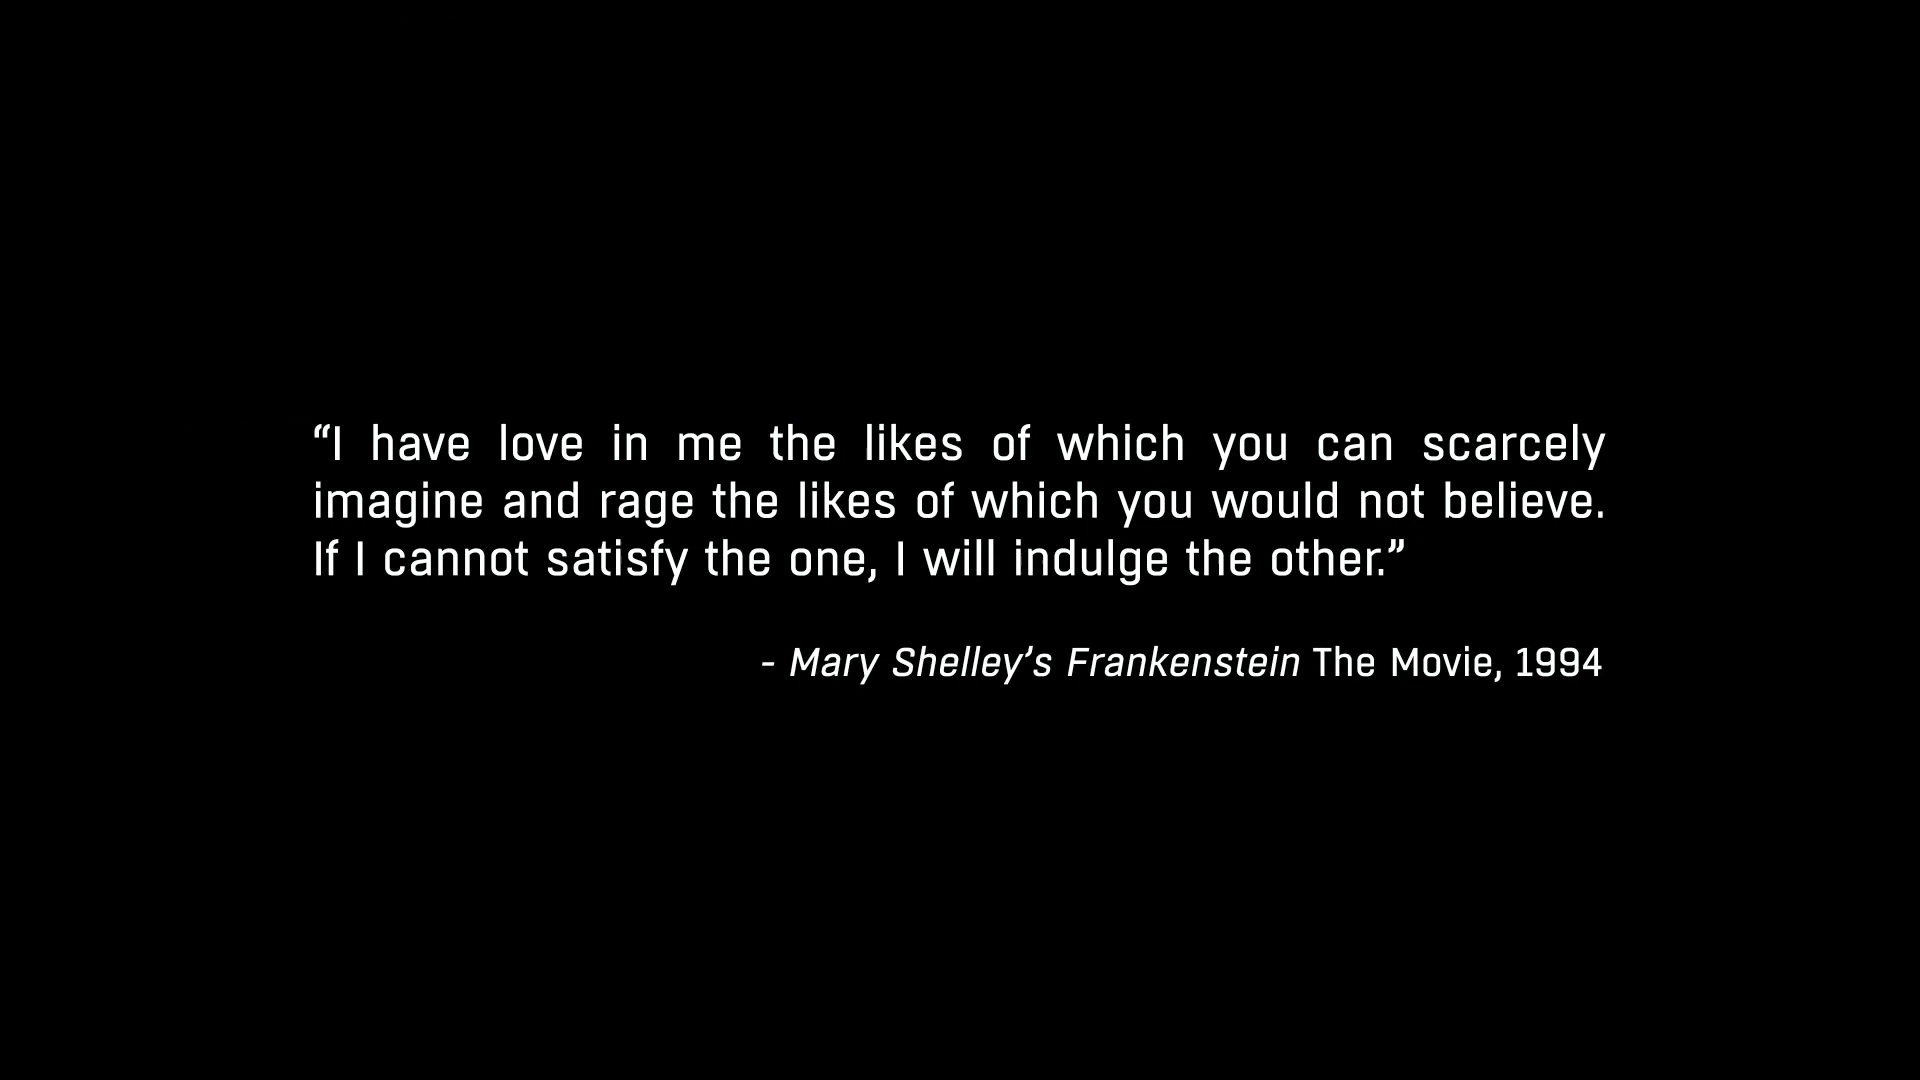 “I have love in me the likes of which you can scarcely
imagine and rage the likes of which you would not believe.
If I cannot satisfy the one, I will indulge the other.”
- Mary Shelley’s Frankenstein The Movie, 1994